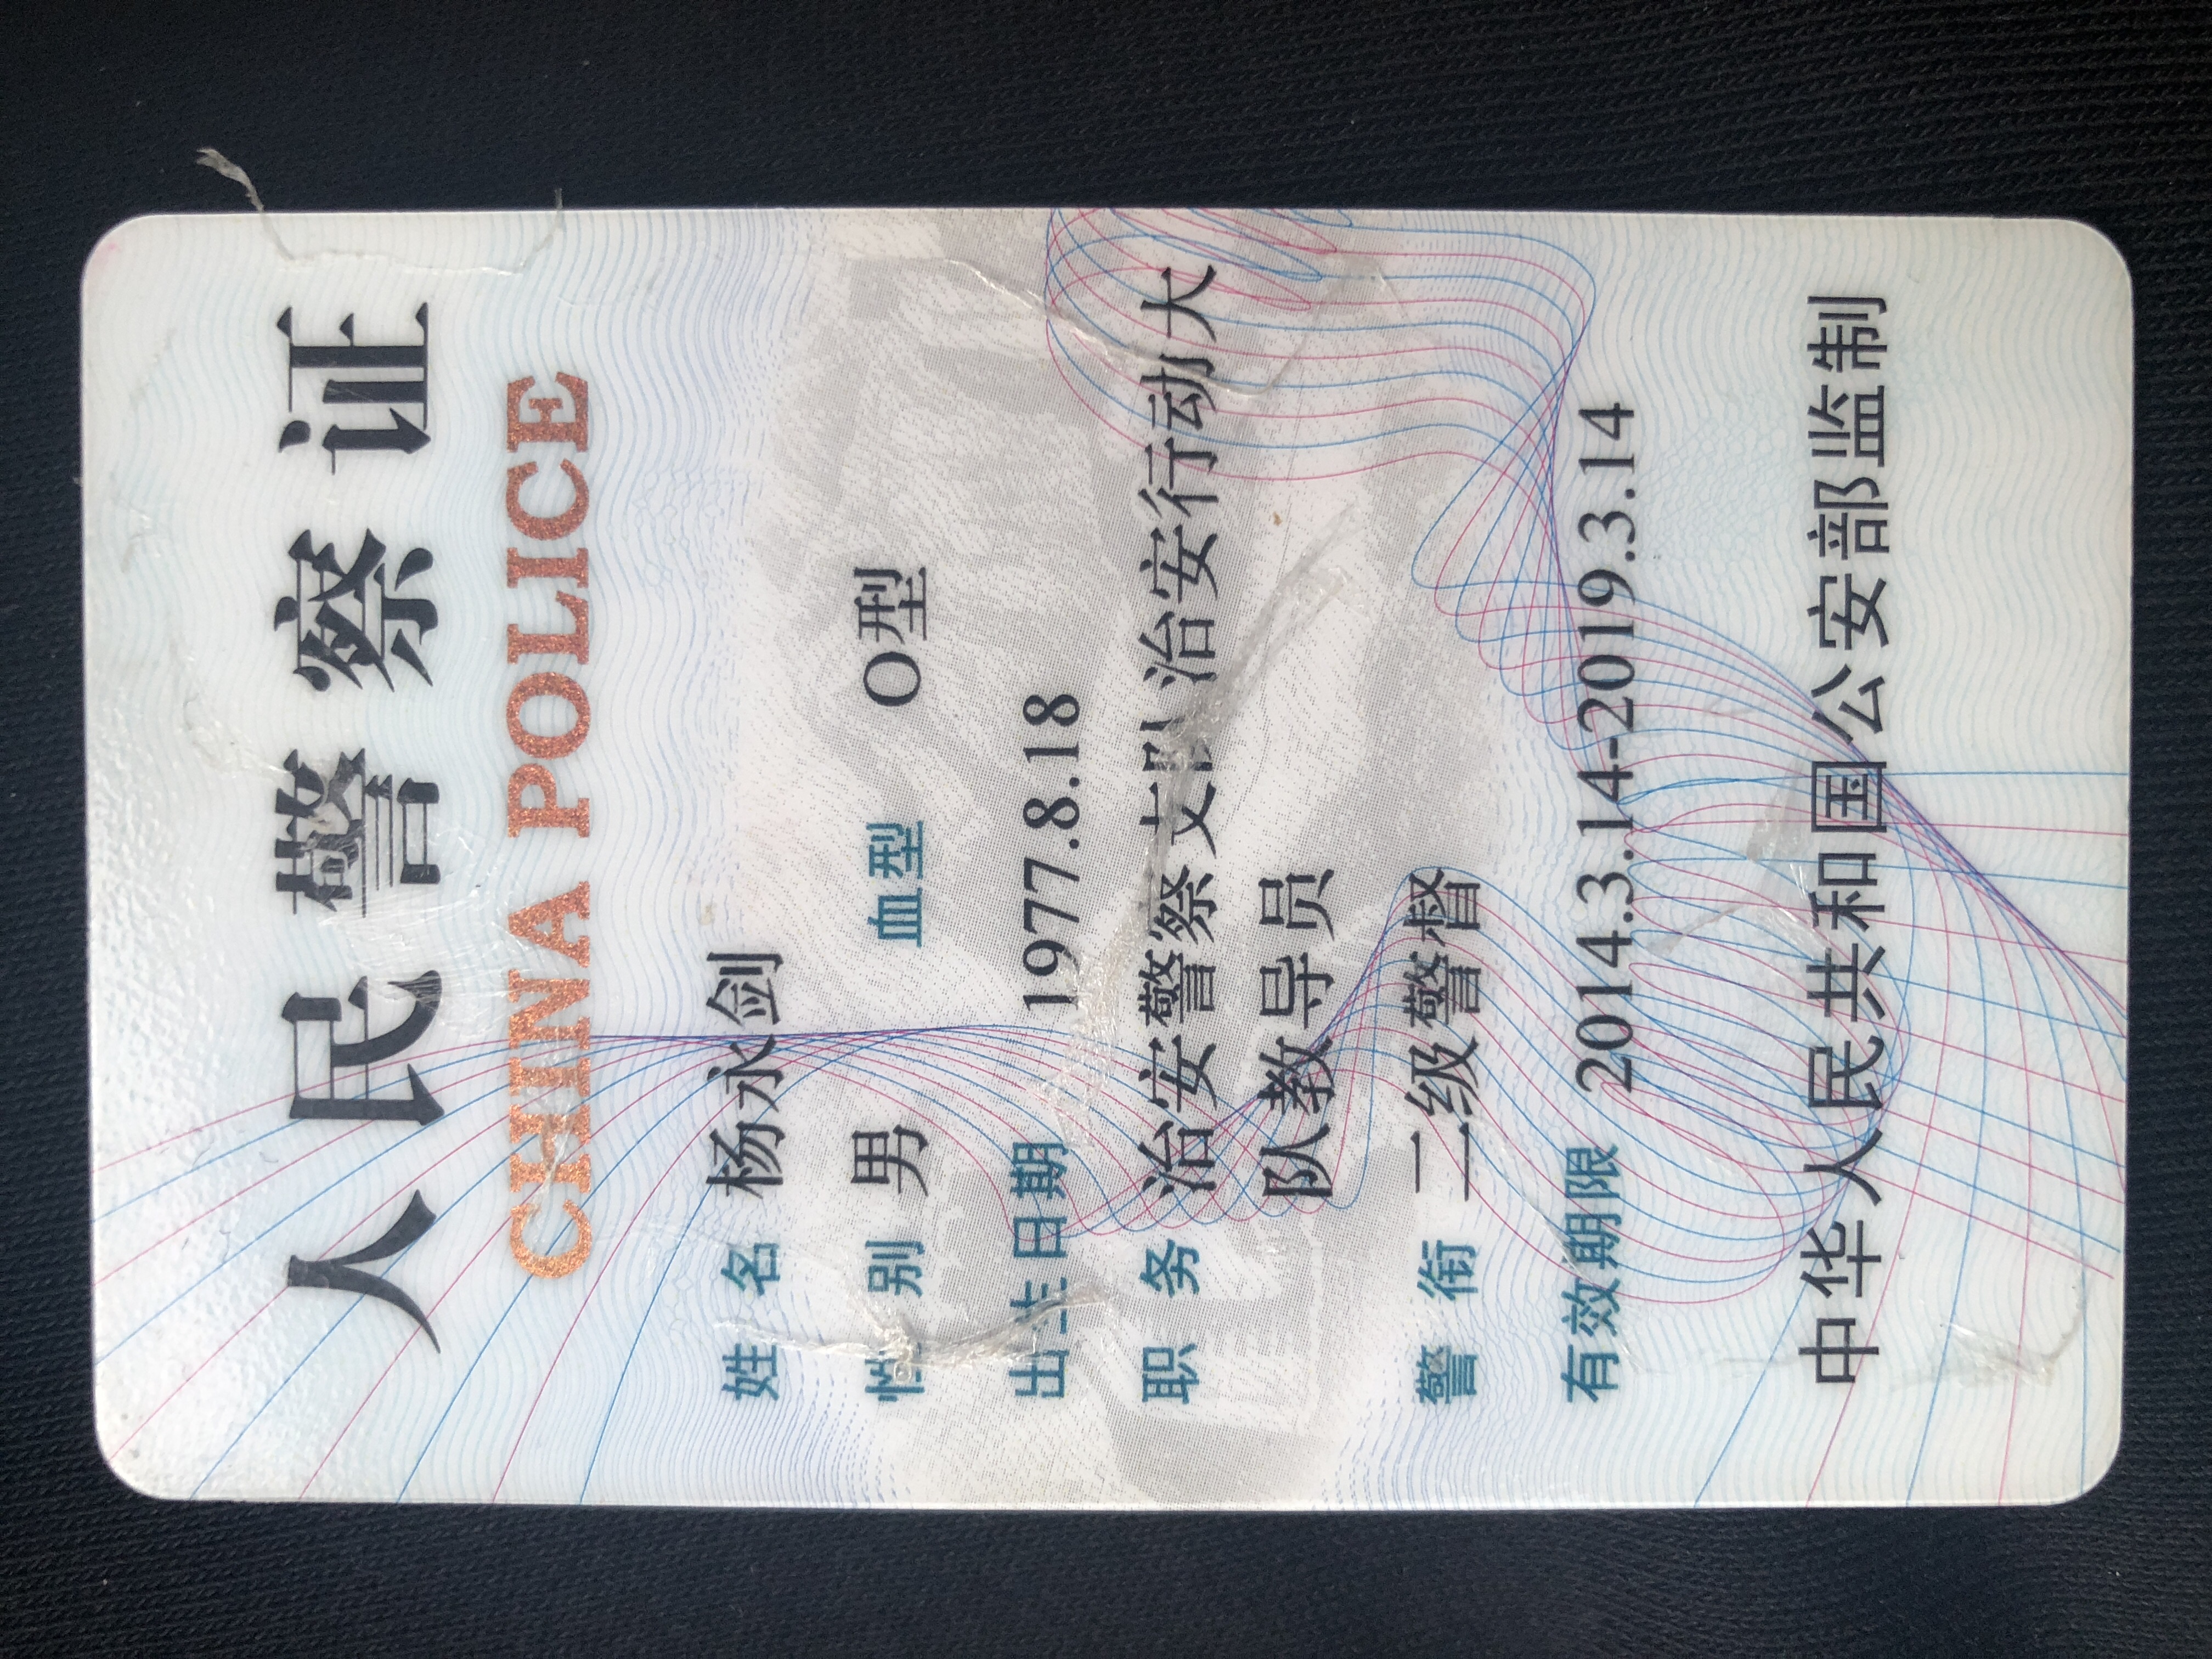 人民警察证
CHINA POLICE
姓名 杨永剑
性别 男 血型 O型
出生日期 1977.8.18
职务 治安警察支队治安行动大
队教导员
警衔 二级警督
有效期限 2014.3.14-2019.3.14
中华人民共和国公安部监制